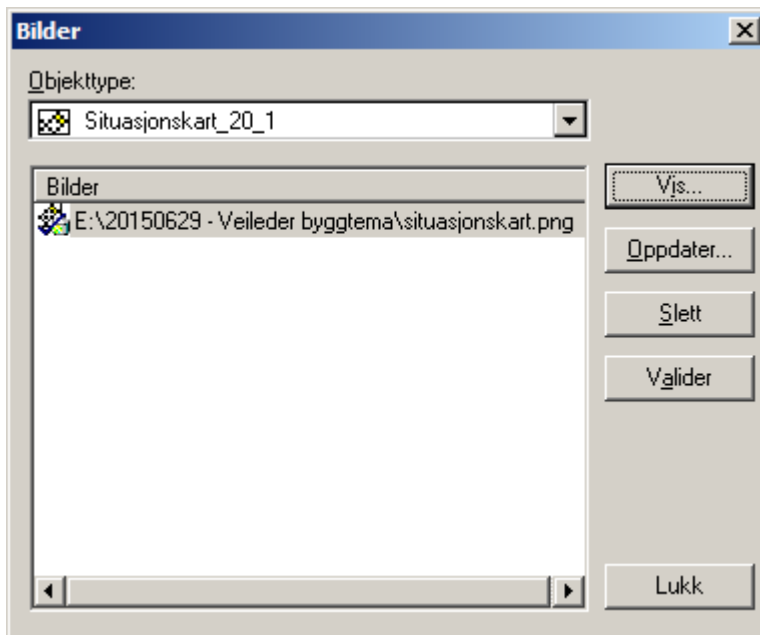 Bilder
Objekttype:
Situasjonskart_20_1
Bilder
E:\20150629 - Veileder byggtema\situasjonskart.png
Vis...
Oppdater...
Slett
Valider
Lukk